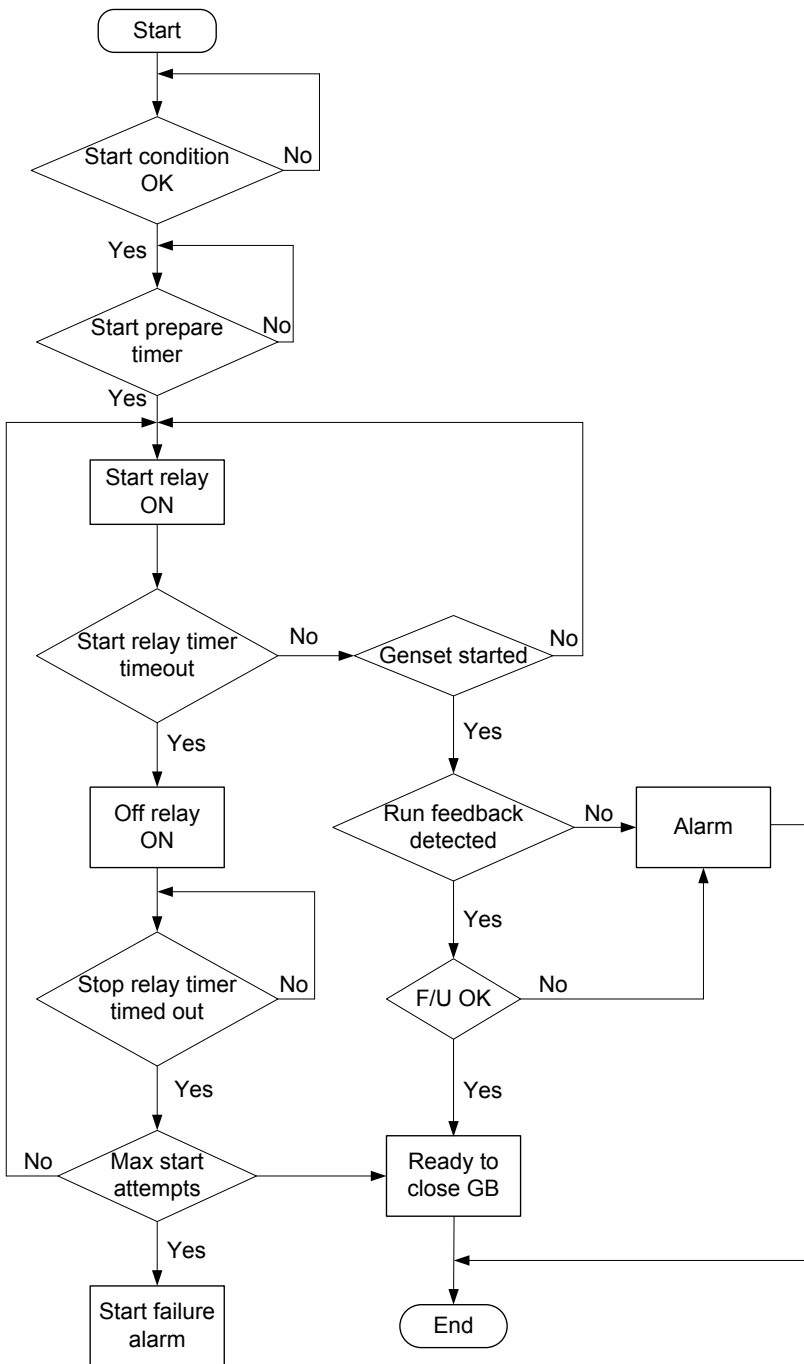 Start
Start condition
OK
No
Yes
Start prepare
timer
No
Yes
Start relay
ON
Start relay timer
timeout
No
Genset started
No
Yes
Yes
Off relay
ON
Run feedback
detected
No
Alarm
Yes
Stop relay timer
timed out
No
F/U OK
No
Yes
Yes
No
Max start
attempts
Ready to
close GB
Yes
Start failure
alarm
End